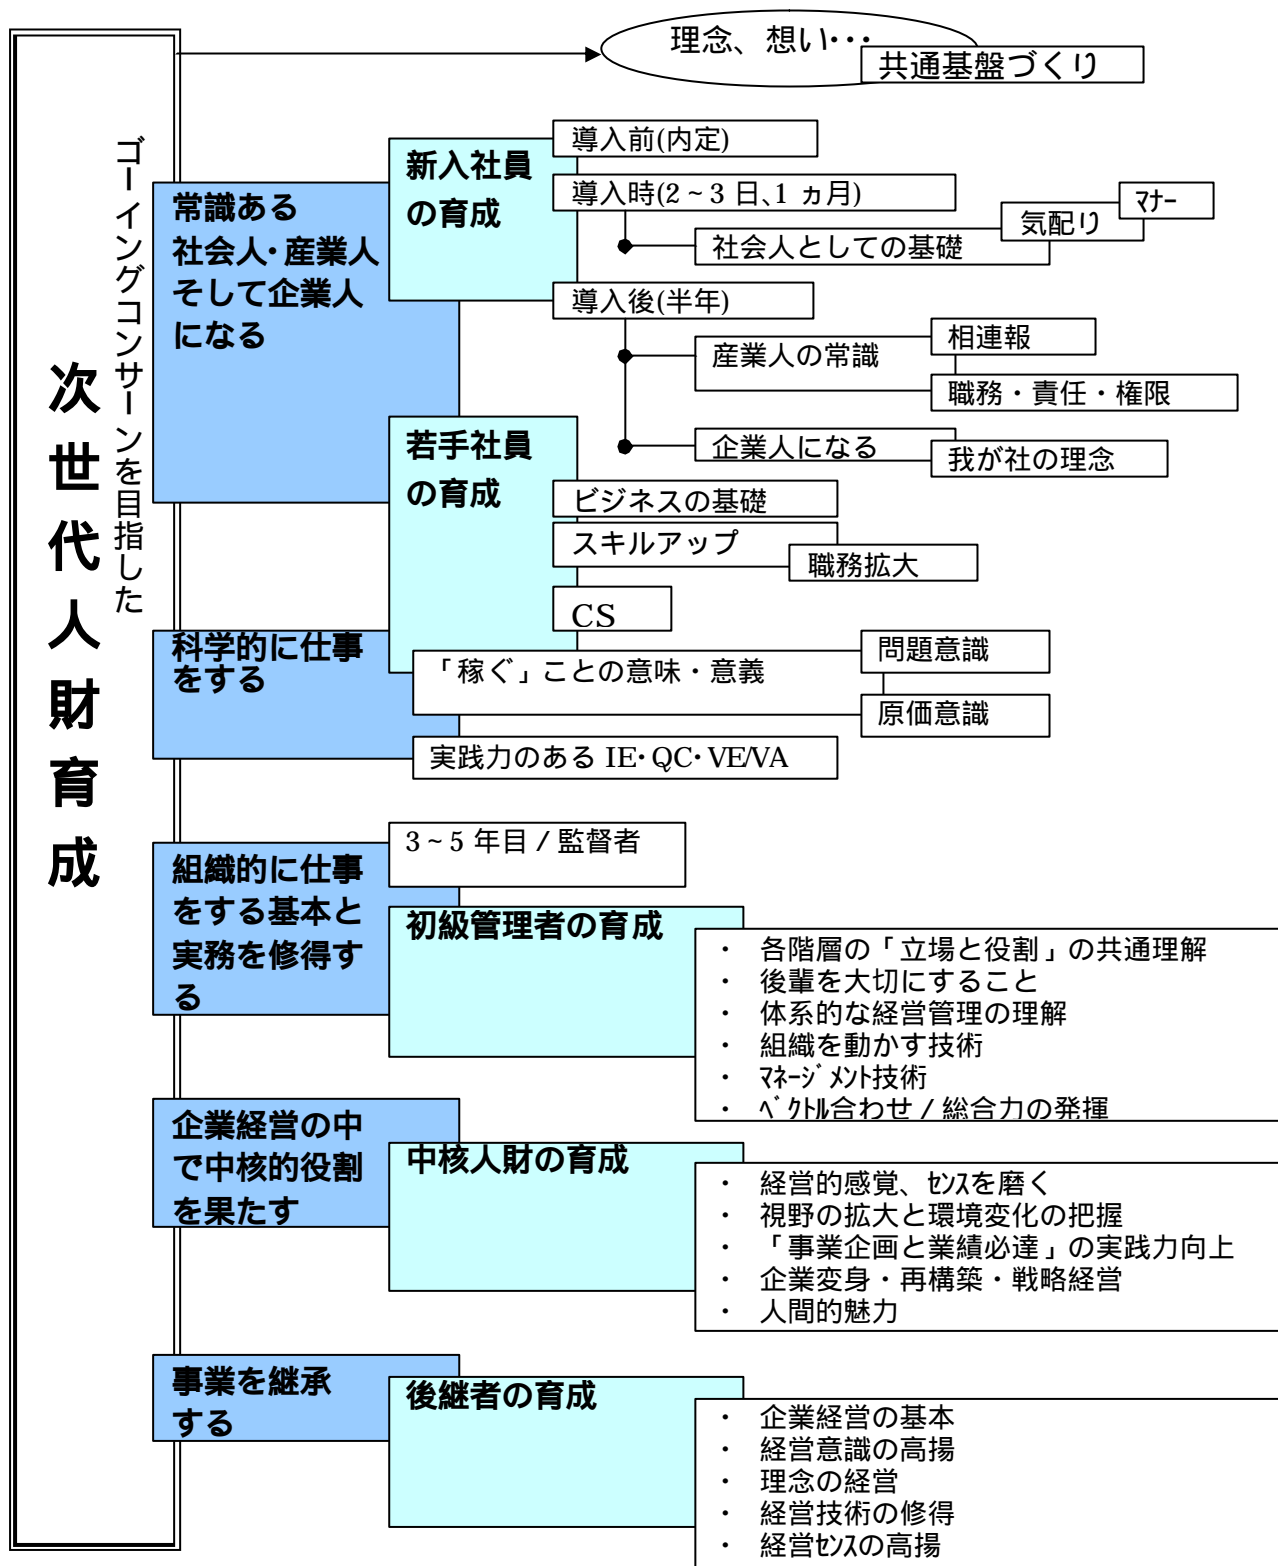 理念、想い･･･
共通基盤づくり
ゴーイングコンサーンを目指した
次世代人財育成
常識ある
社会人・産業人
そして企業人
になる
新入社員
の育成
導入前(内定)
導入時(2～3日、1ヵ月)
社会人としての基礎
気配り
ﾏﾅｰ
導入後(半年)
産業人の常識
相連報
職務・責任・権限
企業人になる
我が社の理念
若手社員
の育成
ビジネスの基礎
スキルアップ
職務拡大
CS
科学的に仕事
をする
「稼ぐ」ことの意味・意義
問題意識
原価意識
実践力のある IE・QC・VE/VA
組織的に仕事
をする基本と
実務を修得す
る
3～5年目／監督者
初級管理者の育成
・ 各階層の「立場と役割」の共通理解
・ 後輩を大切にすること
・ 体系的な経営管理の理解
・ 組織を動かす技術
・ ﾏﾈｰｼﾞﾒﾝﾄ技術
・ ﾍﾞｸﾄﾙ合わせ／総合力の発揮
企業経営の中
で中核的役割
を果たす
中核人財の育成
・ 経営的感覚、ｾﾝｽを磨く
・ 視野の拡大と環境変化の把握
・ 「事業企画と業績必達」の実践力向上
・ 企業変身・再構築・戦略経営
・ 人間的魅力
事業を継承
する
後継者の育成
・ 企業経営の基本
・ 経営意識の高揚
・ 理念の経営
・ 経営技術の修得
・ 経営ｾﾝｽの高揚